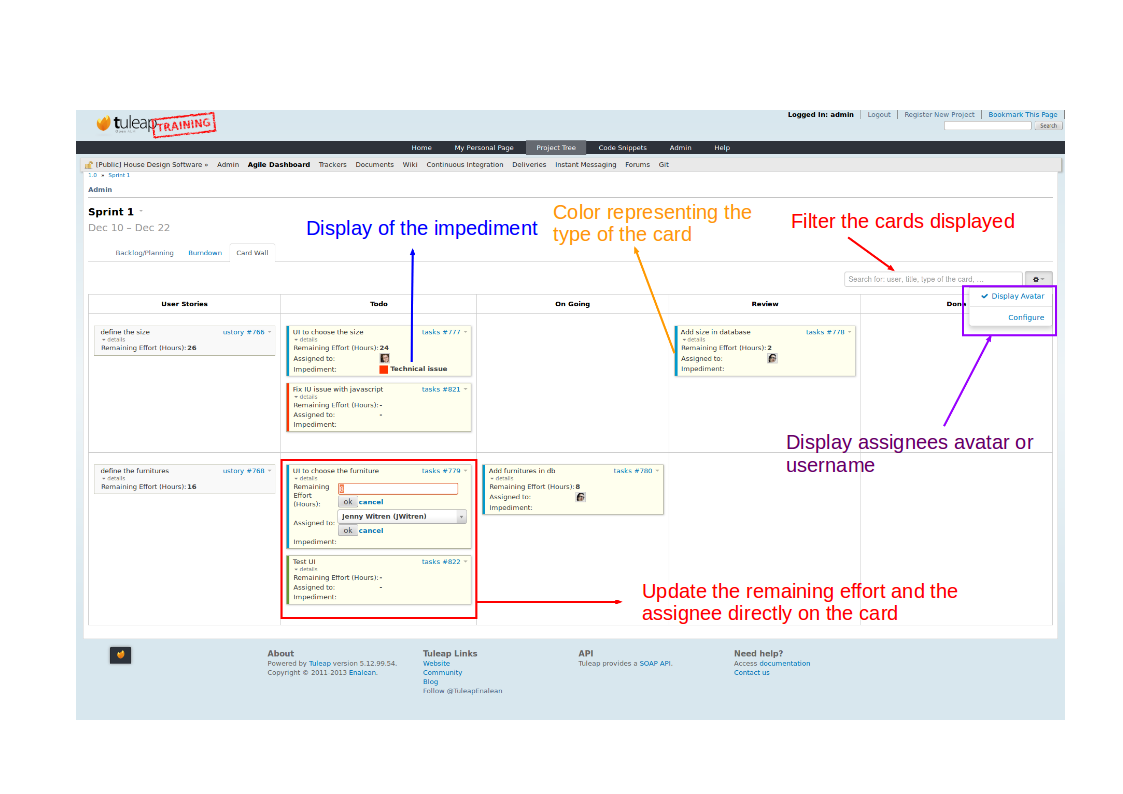 tuleap
TRAINING
Logged In: admin Logout Register New Project Bookmark This Page
Search
Home My Personal Page Project Tree Code Snippets Admin Help
[Public] House Design Software » Admin Agile Dashboard Trackers Documents Wiki Continuous Integration Deliveries Instant Messaging Forums Git
1.0 » Sprint 1
Admin
Sprint 1
Dec 10 – Dec 22
Display of the impediment
Color representing the
type of the card
Filter the cards displayed
Backlog/Planning Burndown Card Wall
Search for: user, title, type of the card, ...
Display Avatar
Configure
User Stories Todo On Going Review Done
define the size ustory #766
+ details
Remaining Effort (Hours): 26
UI to choose the size tasks #777
+ details
Remaining Effort (Hours): 24
Assigned to:
Impediment: Technical issue
Fix IU issue with javascript tasks #821
+ details
Remaining Effort (Hours): -
Assigned to: -
Impediment:
Add size in database tasks #778
+ details
Remaining Effort (Hours): 2
Assigned to:
Impediment:
Display assignees avatar or
username
define the furnitures ustory #768
+ details
Remaining Effort (Hours): 16
UI to choose the furniture tasks #779
+ details
Remaining
Effort
(Hours):
ok cancel
Assigned to: Jenny Witren (JWitren)
ok cancel
Impediment:
Test UI tasks #822
+ details
Remaining Effort (Hours): -
Assigned to: -
Impediment:
Add furnitures in db tasks #780
+ details
Remaining Effort (Hours): 8
Assigned to:
Impediment:
Update the remaining effort and the
assignee directly on the card
About
Powered by Tuleap version 5.12.99.54.
Copyright © 2011-2013 Enalean.
Tuleap Links
Website
Community
Blog
Follow @TuleapEnalean
API
Tuleap provides a SOAP API.
Need help?
Access documentation
Contact us